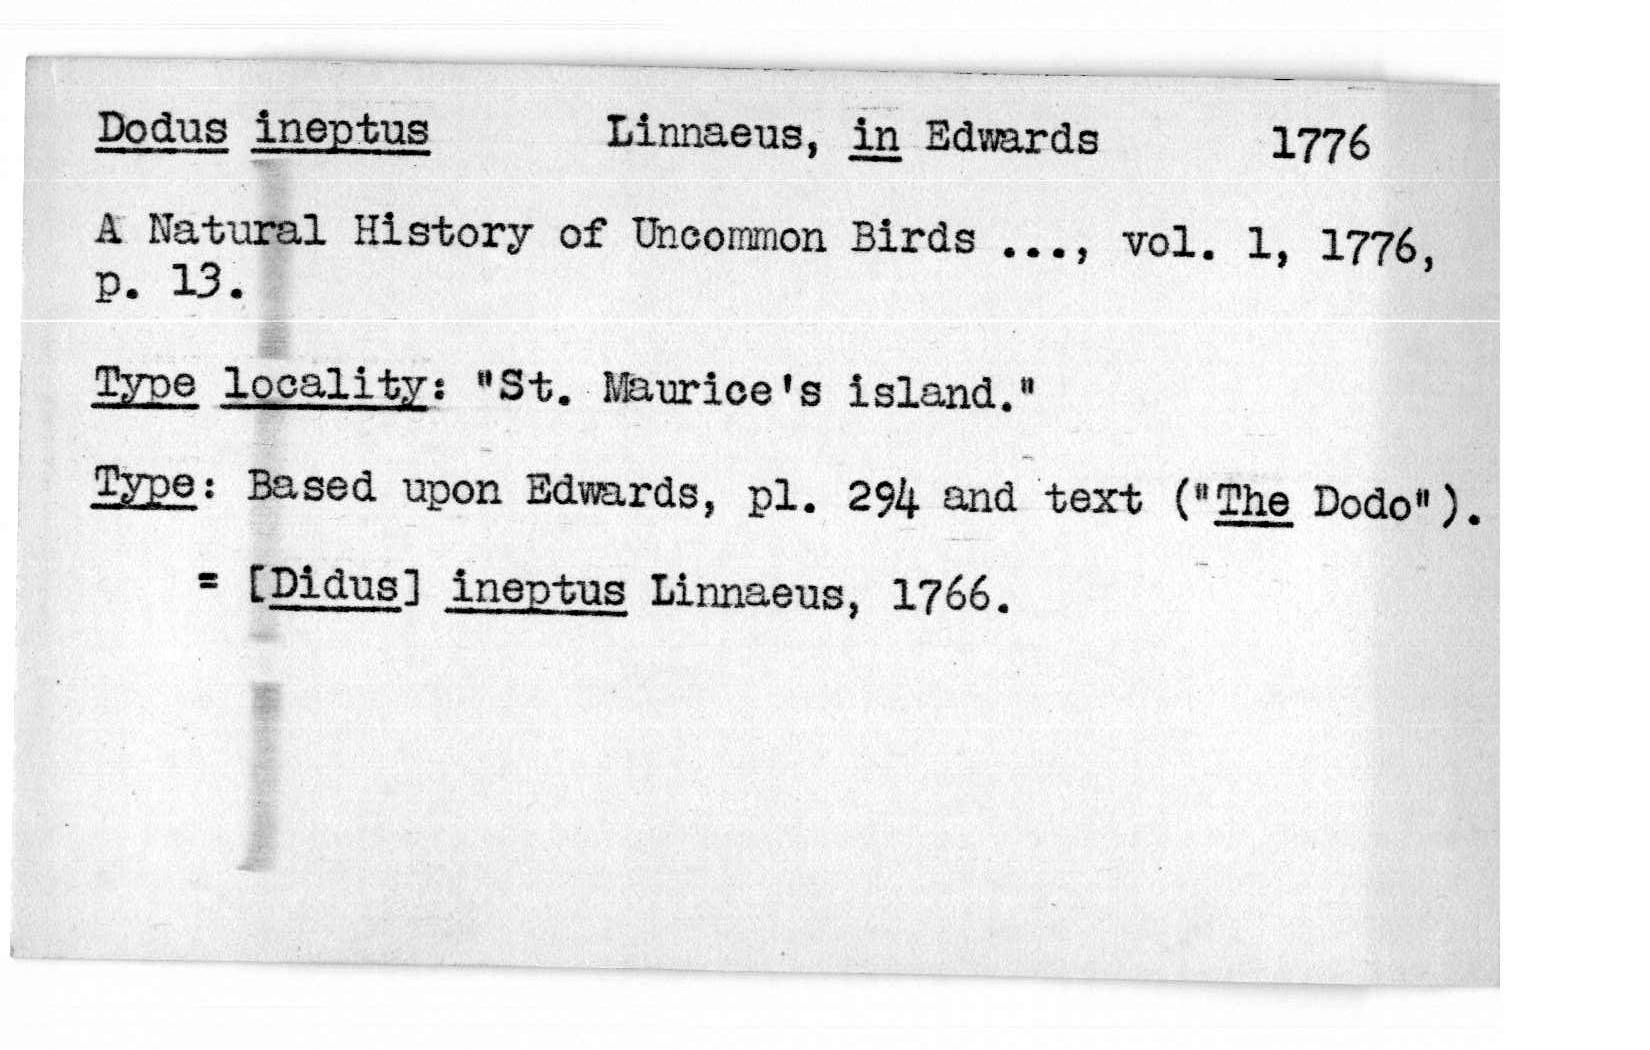 Dodus ineptus Linnaeus, in Edwards 1776
A Natural History of Uncommon Birds ..., vol. 1, 1776,
p. 13.
Type locality: "St. Maurice's island."
Type: Based upon Edwards, pl. 294 and text ("The Dodo").
= [Didus] ineptus Linnaeus, 1766.